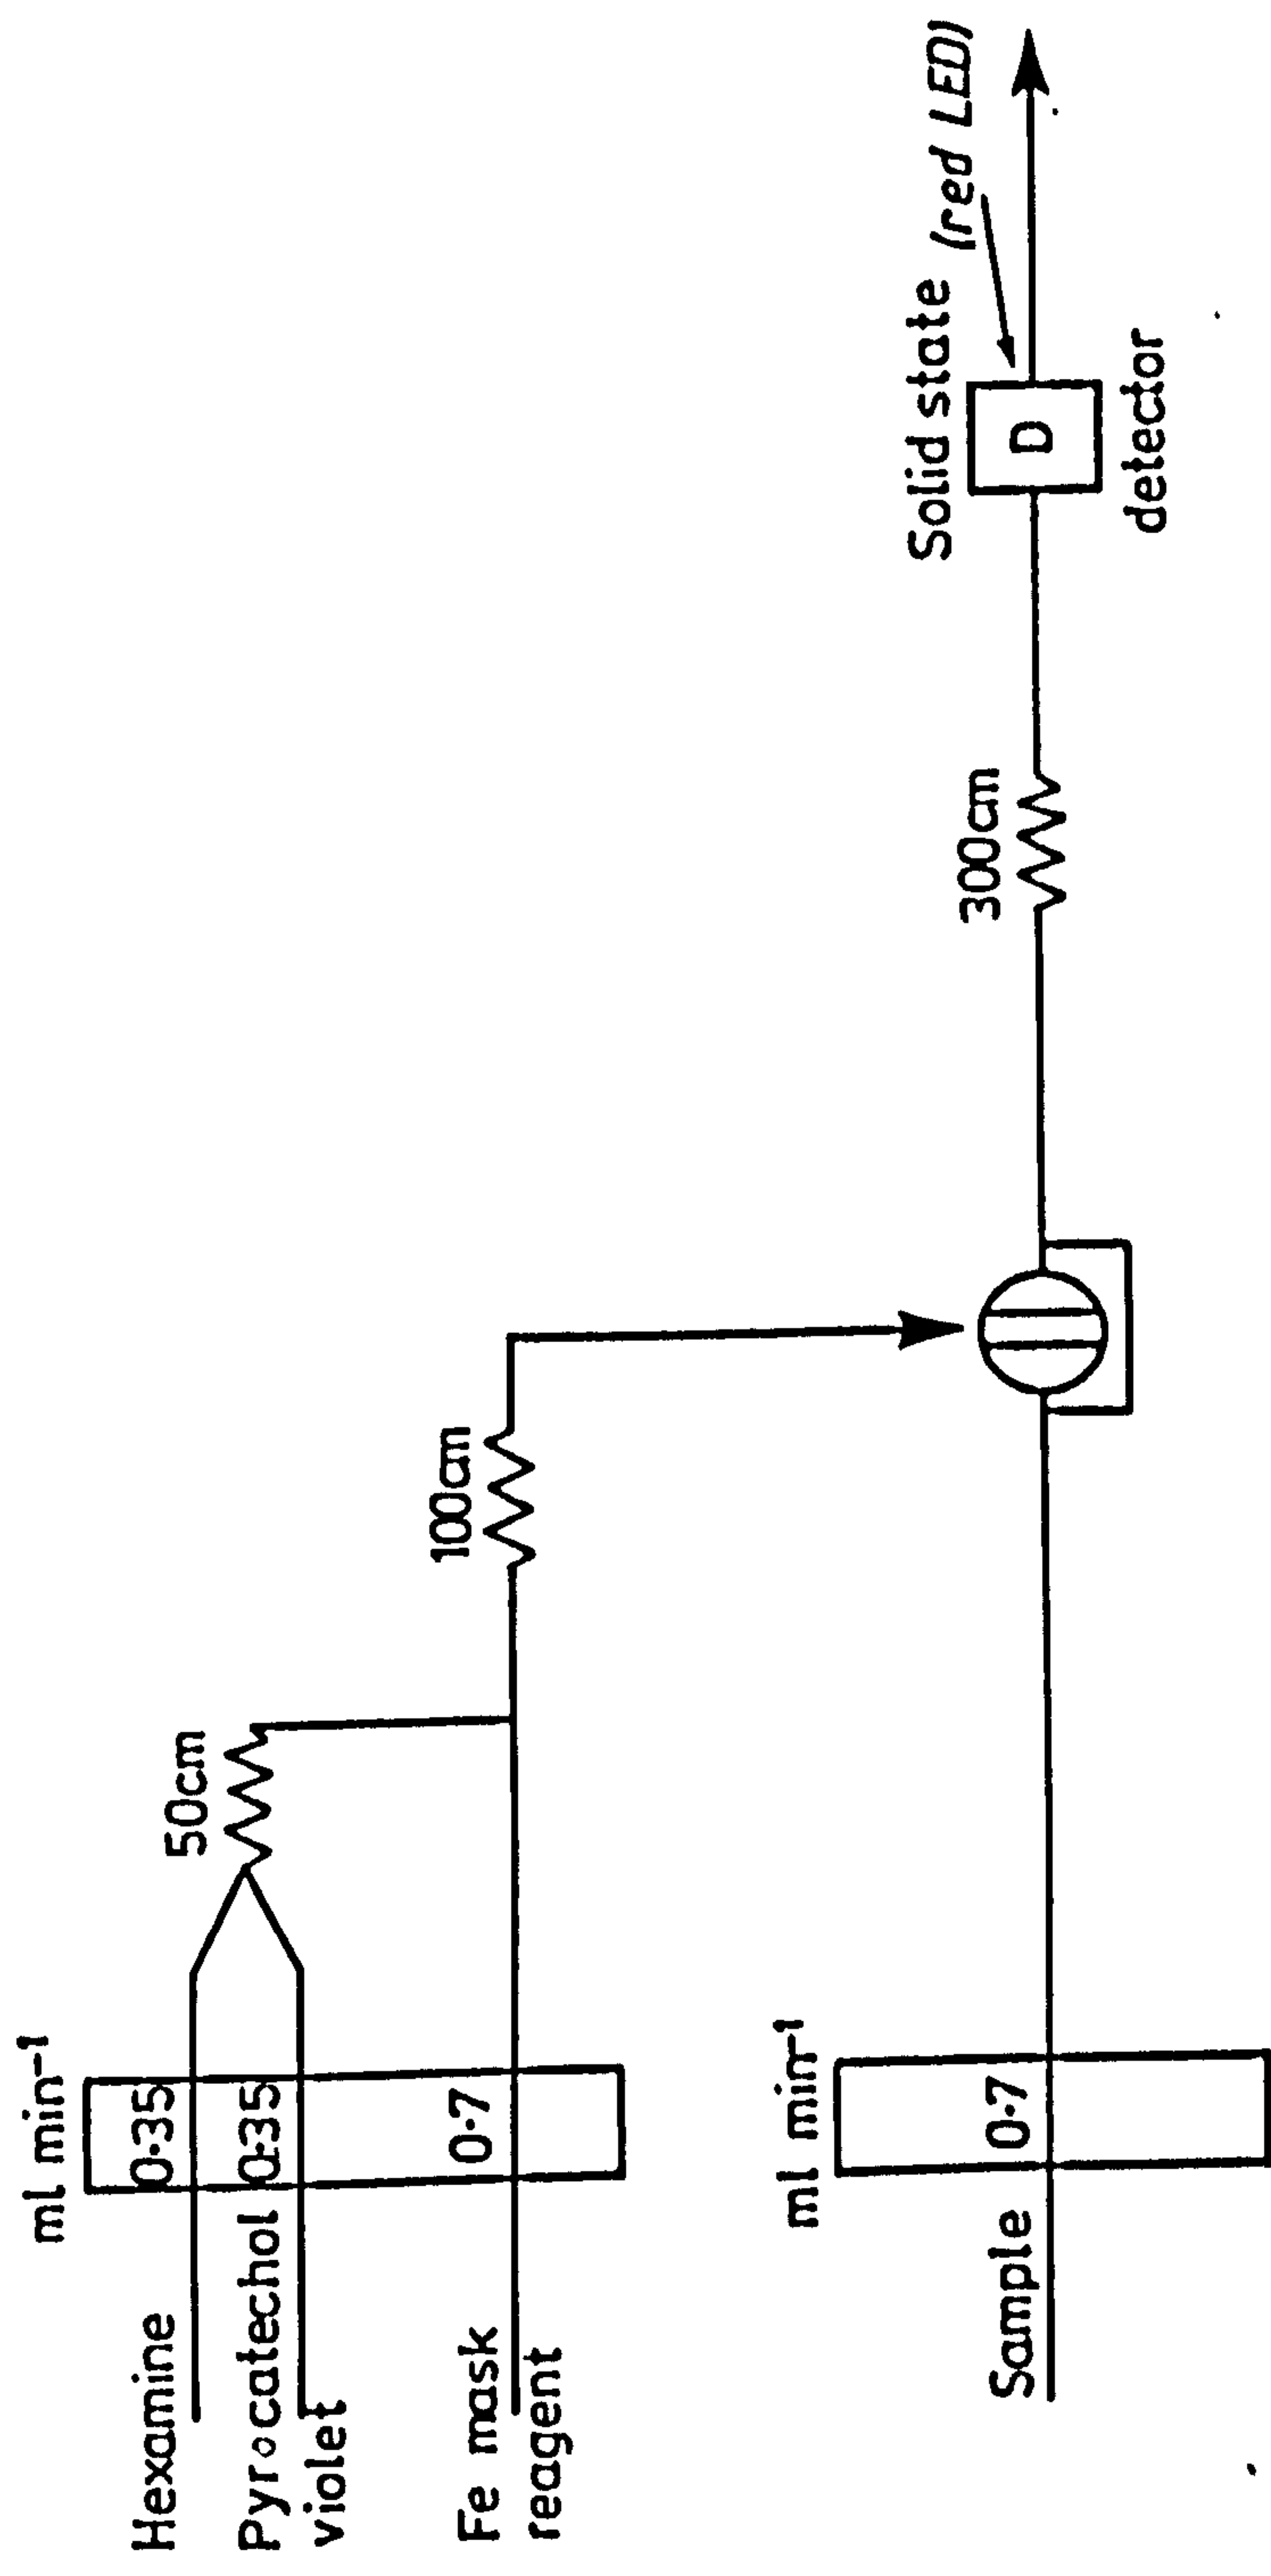 ml min⁻¹
Hexamine
0·35
Pyrocatechol
violet
0·35
50cm
Fe mask
reagent
0·7
100cm
ml min⁻¹
Sample
0·7
300cm
Solid state
(red LED)
D
detector